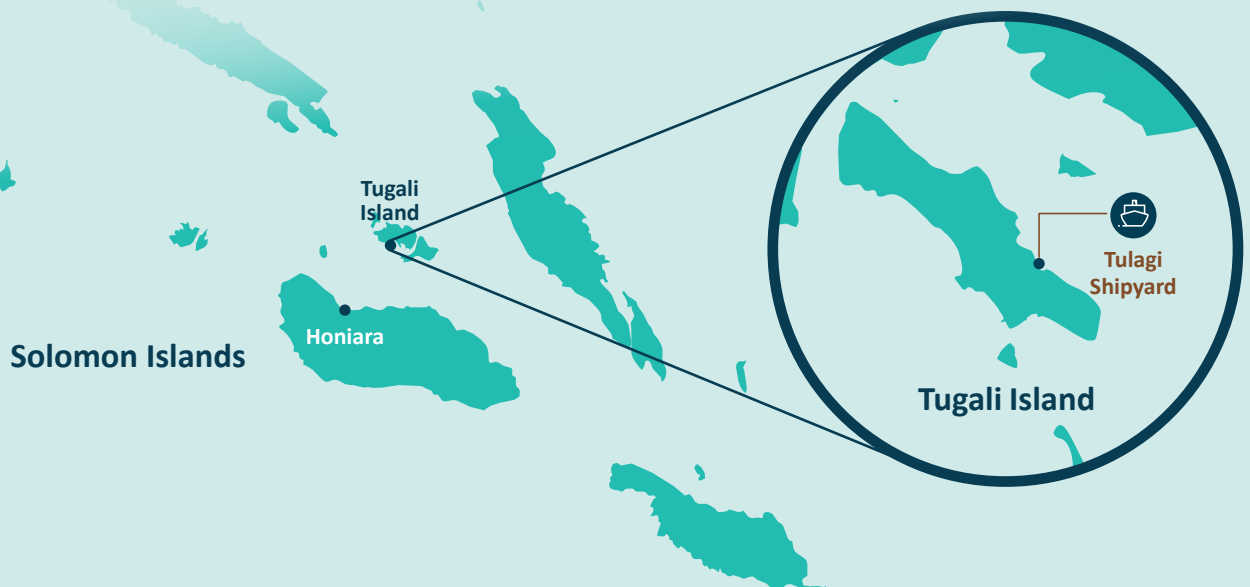 Tugali
Island
Honiara
Solomon Islands
Tulagi
Shipyard
Tugali Island